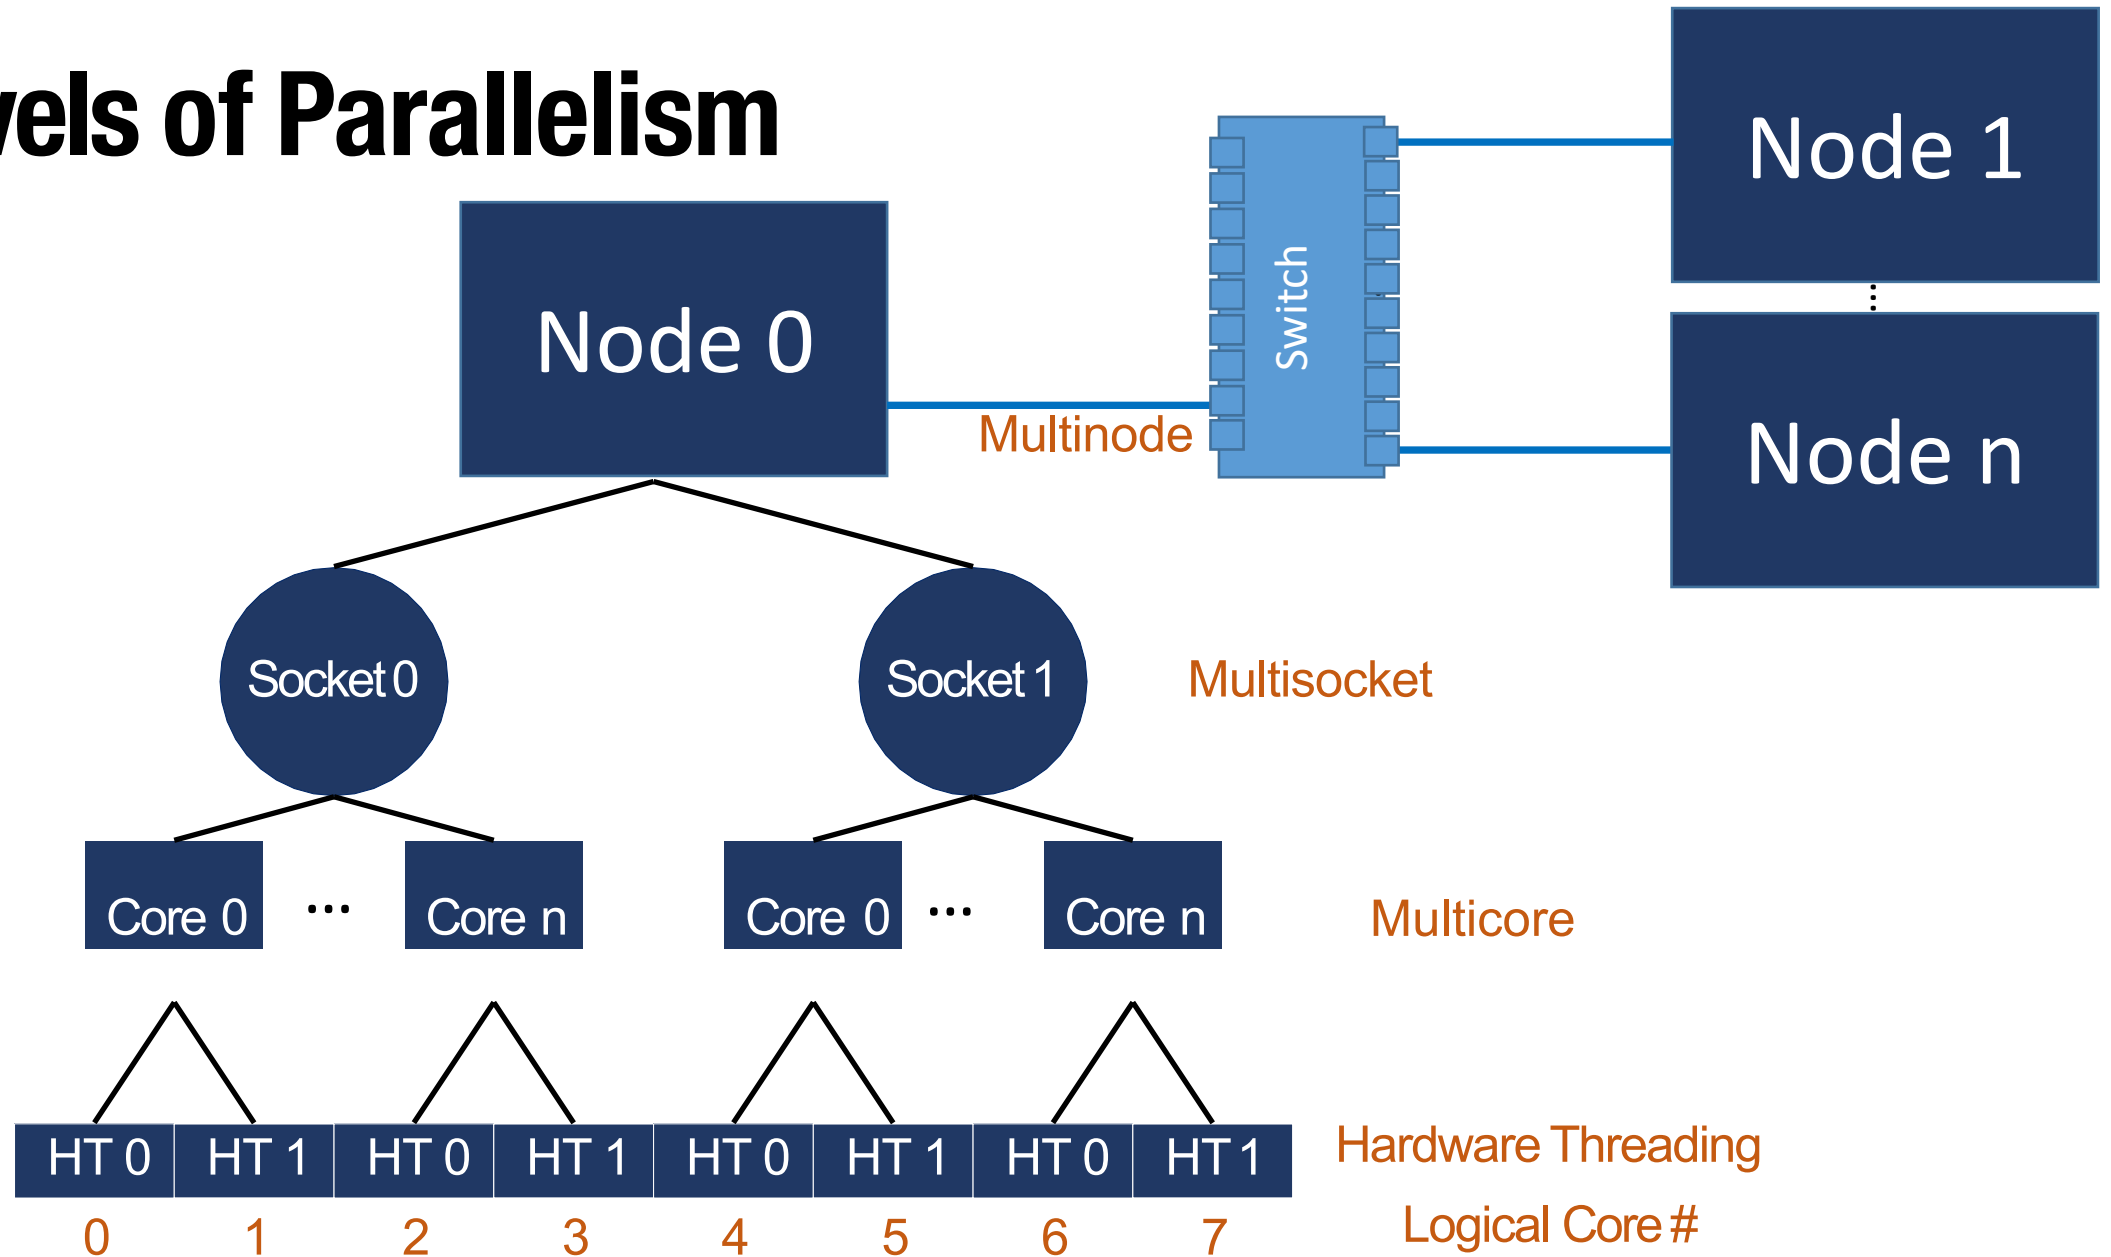 vels of Parallelism
Node 0
Multinode
Switch
Node 1
Node n
Socket 0
Socket 1
Multisocket
Core 0 ... Core n
Core 0 ... Core n
Multicore
HT 0 HT 1 HT 0 HT 1 HT 0 HT 1 HT 0 HT 1
Hardware Threading
0 1 2 3 4 5 6 7
Logical Core #